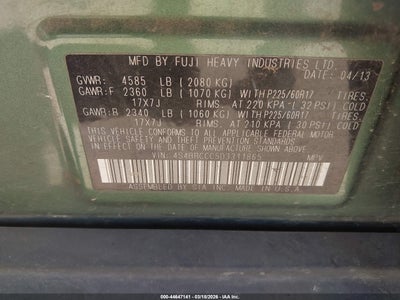 MFD. BY FUJI HEAVY INDUSTRIES LTD.
DATE: 04/13
GVWR: 4585 LB (2080 KG)
GAWR:F 2360 LB (1070 KG) WITH P225/60R17
17X7J RIMS, AT 220 KPA (32 PSI) COLD
GAWR:R 2340 LB (1060 KG) WITH P225/60R17
17X7J RIMS, AT 210 KPA (30 PSI) COLD
THIS VEHICLE CONFORMS TO ALL APPLICABLE FEDERAL MOTOR
VEHICLE SAFETY, BUMPER, AND THEFT PREVENTION STANDARDS
IN EFFECT ON THE DATE OF MANUFACTURE SHOWN ABOVE.
VIN: MPV
ASSEMBLED BY SIA INC. MADE IN U.S.A.
000-44647141 - 03/18/2026 - IAAI.COM